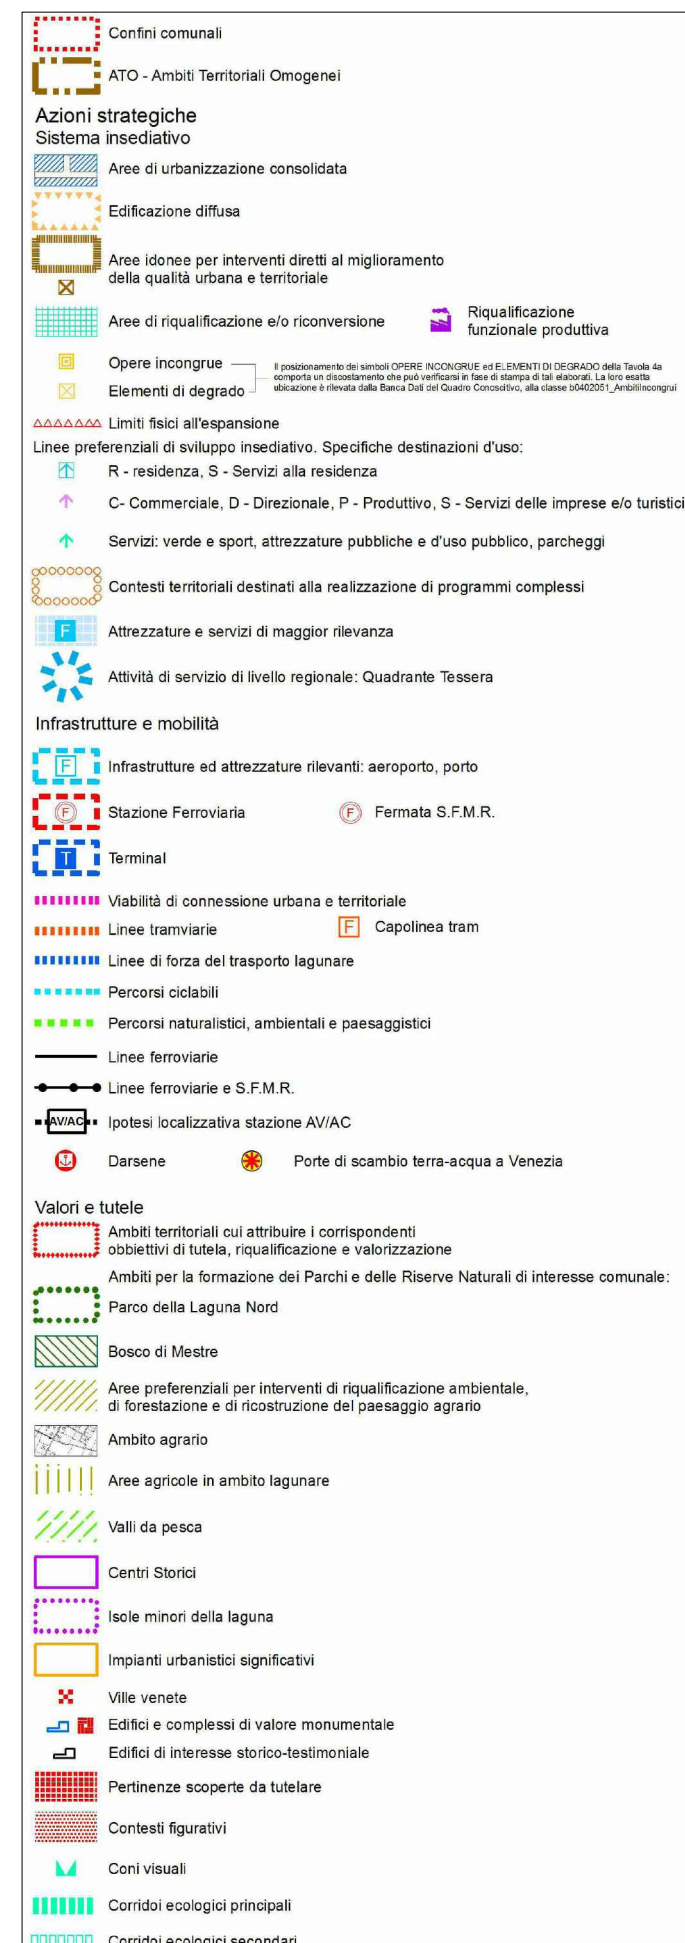 Confini comunali
ATO - Ambiti Territoriali Omogenei
Azioni strategiche
Sistema insediativo
Aree di urbanizzazione consolidata
Edificazione diffusa
Aree idonee per interventi diretti al miglioramento
della qualità urbana e territoriale
Aree di riqualificazione e/o riconversione
Riqualificazione
funzionale produttiva
Opere incongrue
Elementi di degrado
Il posizionamento dei simboli OPERE INCONGRUE ed ELEMENTI DI DEGRADO della Tavola 4a
comporta un discostamento che può verificarsi in fase di stampa di tali elaborati. La loro esatta
ubicazione è rilevata dalla Banca Dati del Quadro Conoscitivo, alla classe b0402051_AmbitiIncongrui
Limiti fisici all'espansione
Linee preferenziali di sviluppo insediativo. Specifiche destinazioni d'uso:
R - residenza, S - Servizi alla residenza
C- Commerciale, D - Direzionale, P - Produttivo, S - Servizi delle imprese e/o turistici
Servizi: verde e sport, attrezzature pubbliche e d'uso pubblico, parcheggi
Contesti territoriali destinati alla realizzazione di programmi complessi
F Attrezzature e servizi di maggior rilevanza
Attività di servizio di livello regionale: Quadrante Tessera
Infrastrutture e mobilità
F Infrastrutture ed attrezzature rilevanti: aeroporto, porto
F Stazione Ferroviaria
F Fermata S.F.M.R.
T Terminal
Viabilità di connessione urbana e territoriale
Linee tramviarie
F Capolinea tram
Linee di forza del trasporto lagunare
Percorsi ciclabili
Percorsi naturalistici, ambientali e paesaggistici
Linee ferroviarie
Linee ferroviarie e S.F.M.R.
AV/AC Ipotesi localizzativa stazione AV/AC
Darsene
Porte di scambio terra-acqua a Venezia
Valori e tutele
Ambiti territoriali cui attribuire i corrispondenti
obbiettivi di tutela, riqualificazione e valorizzazione
Ambiti per la formazione dei Parchi e delle Riserve Naturali di interesse comunale:
Parco della Laguna Nord
Bosco di Mestre
Aree preferenziali per interventi di riqualificazione ambientale,
di forestazione e di ricostruzione del paesaggio agrario
Ambito agrario
Aree agricole in ambito lagunare
Valli da pesca
Centri Storici
Isole minori della laguna
Impianti urbanistici significativi
Ville venete
Edifici e complessi di valore monumentale
Edifici di interesse storico-testimoniale
Pertinenze scoperte da tutelare
Contesti figurativi
Coni visuali
Corridoi ecologici principali
Corridoi ecologici secondari